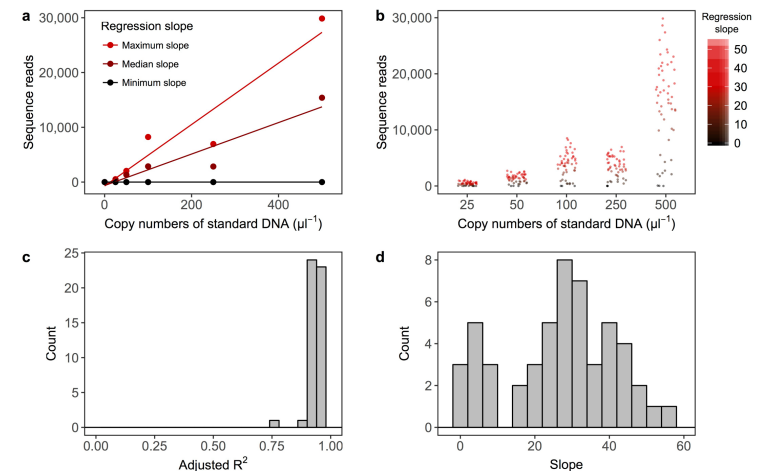 a
Regression slope
Maximum slope
Median slope
Minimum slope
30,000
20,000
10,000
0
Sequence reads
0 200 400
Copy numbers of standard DNA (µl⁻¹)
b
30,000
20,000
10,000
0
Sequence reads
25 50 100 250 500
Copy numbers of standard DNA (µl⁻¹)
Regression
slope
50
40
30
20
10
0
c
25
20
15
10
5
0
Count
0.00 0.25 0.50 0.75 1.00
Adjusted R²
d
8
6
4
2
0
Count
0 20 40 60
Slope